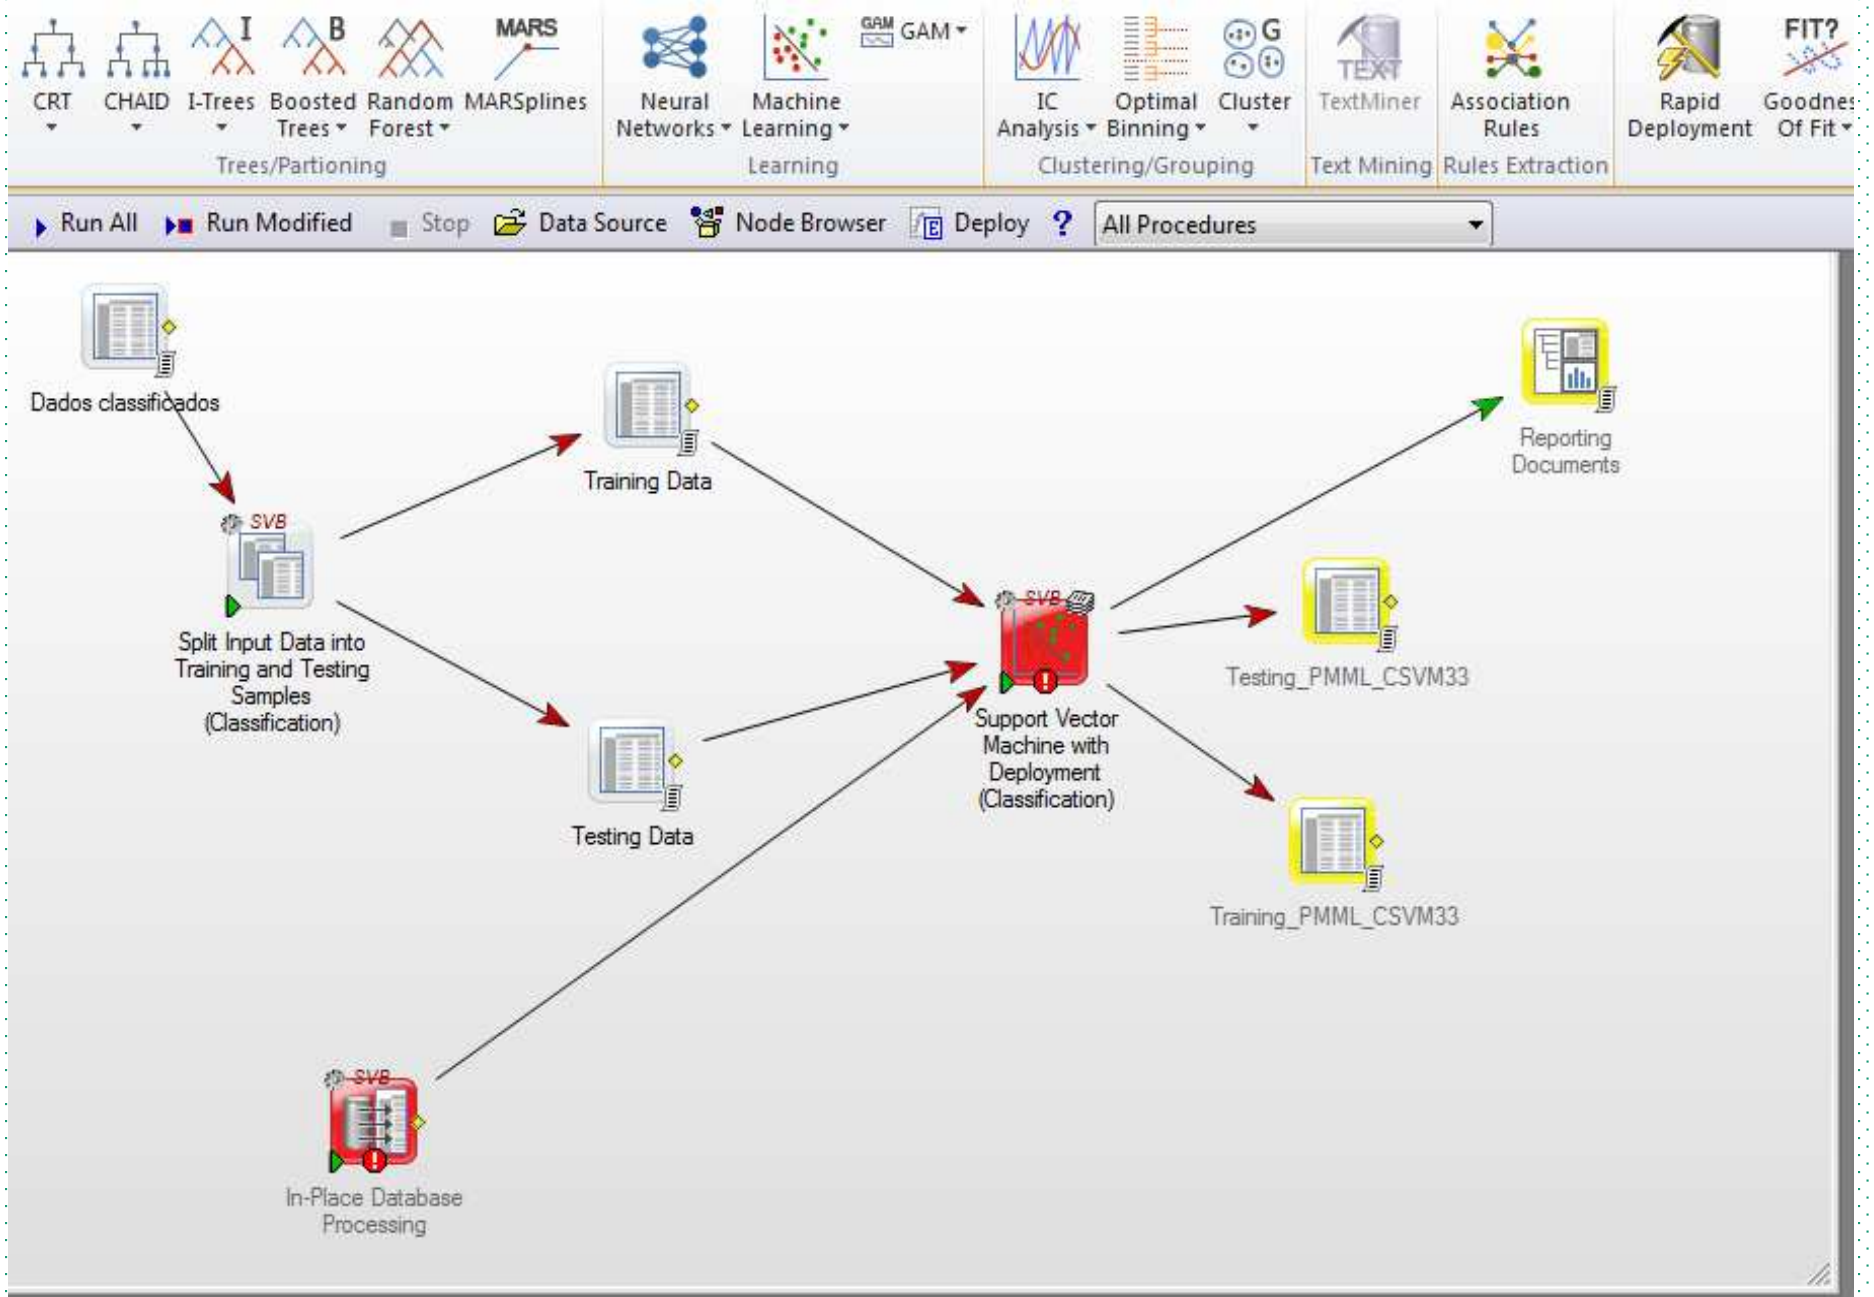 I
B
MARS
GAM
GAM
G
TEXT
FIT?
CRT
CHAID
I-Trees
Boosted
Trees
Random
Forest
MARSplines
Neural
Networks
Machine
Learning
IC
Analysis
Optimal
Binning
Cluster
TextMiner
Association
Rules
Rapid
Deployment
Goodnes
Of Fit
Trees/Partioning
Learning
Clustering/Grouping
Text Mining
Rules Extraction
Run All
Run Modified
Stop
Data Source
Node Browser
E
Deploy
?
All Procedures
Dados classificados
Training Data
Reporting
Documents
SVB
Split Input Data into
Training and Testing
Samples
(Classification)
SVB
Support Vector
Machine with
Deployment
(Classification)
Testing_PMML_CSVM33
Testing Data
Training_PMML_CSVM33
SVB
In-Place Database
Processing